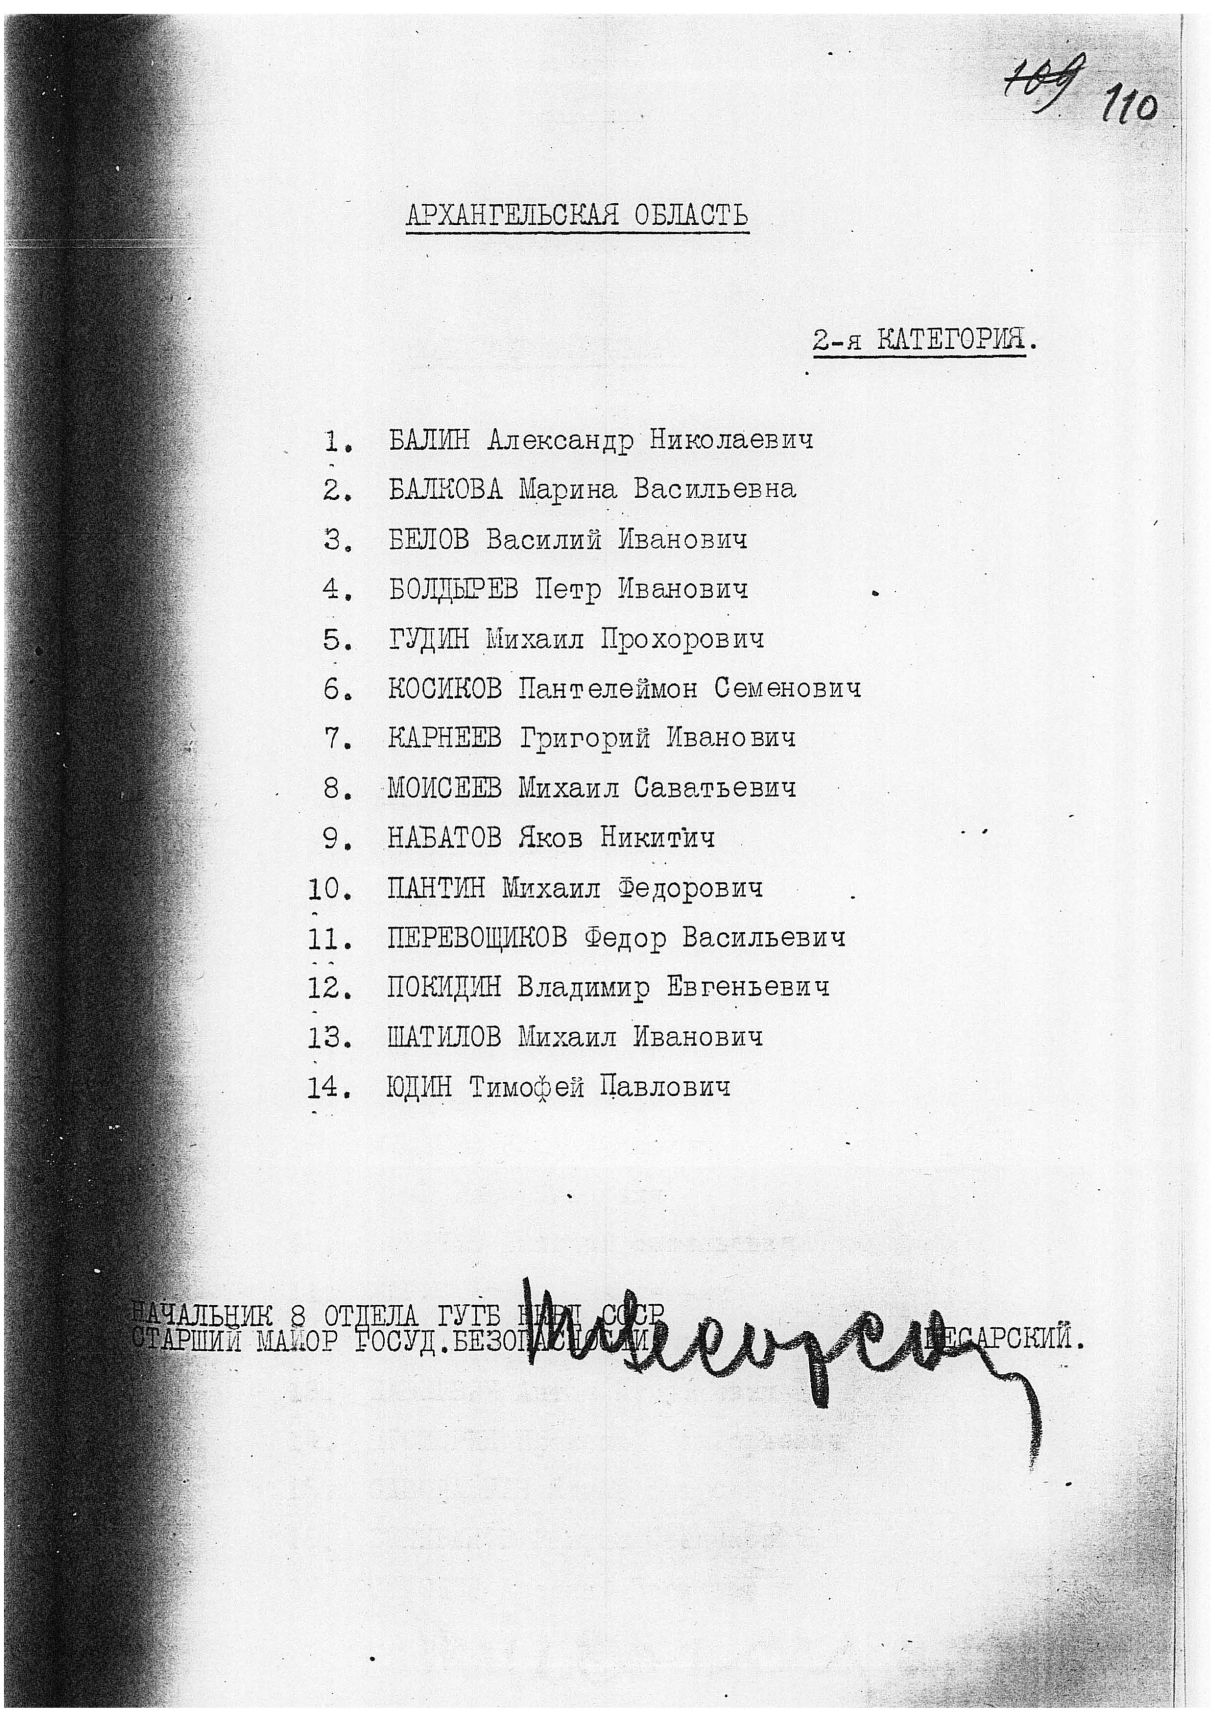 109 110
АРХАНГЕЛЬСКАЯ ОБЛАСТЬ
2-я КАТЕГОРИЯ.
1. БАЛИН Александр Николаевич
2. БАЛКОВА Марина Васильевна
3. БЕЛОВ Василий Иванович
4. БОЛДЫРЕВ Петр Иванович
5. ГУДИН Михаил Прохорович
6. КОСИКОВ Пантелеймон Семенович
7. КАРНЕЕВ Григорий Иванович
8. МОИСЕЕВ Михаил Саватьевич
9. НАБАТОВ Яков Никитич
10. ПАНТИН Михаил Федорович
11. ПЕРЕВОЩИКОВ Федор Васильевич
12. ПОКИДИН Владимир Евгеньевич
13. ШАТИЛОВ Михаил Иванович
14. ЮДИН Тимофей Павлович
НАЧАЛЬНИК 8 ОТДЕЛА ГУГБ НКВД СССР
СТАРШИЙ МАЙОР ГОСУД.БЕЗОПАСНОСТИ ЦЕСАРСКИЙ.